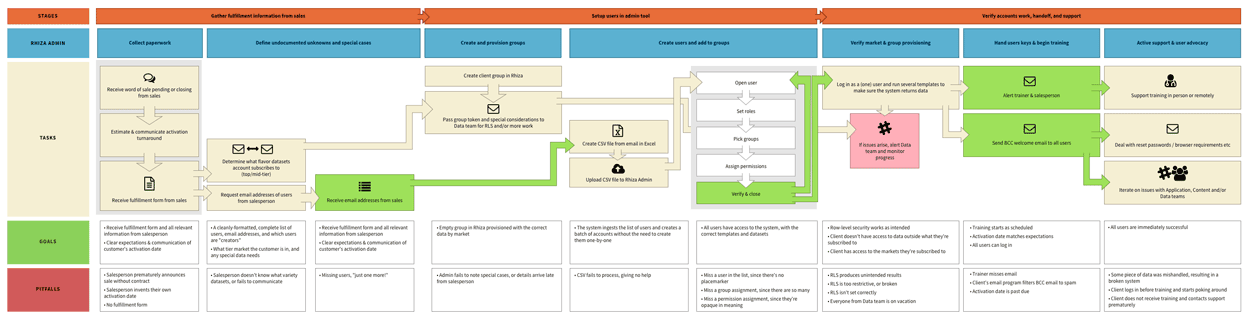 STAGES
Gather fulfillment information from sales
Setup users in admin tool
Verify accounts work, handoff, and support
RHIZA ADMIN
Collect paperwork
Define undocumented unknowns and special cases
Create and provision groups
Create users and add to groups
Verify market & group provisioning
Hand users keys & begin training
Active support & user advocacy
TASKS
Receive word of sale pending or closing
from sales
Estimate & communicate activation
turnaround
Receive fulfillment form from sales
Determine what flavor datasets
account subscribes to
(top/mid-tier)
Request email addresses of users
from salesperson
Receive email addresses from sales
Create client group in Rhiza
Pass group token and special considerations to
Data team for RLS and/or more work
Create CSV file from email in Excel
Upload CSV file to Rhiza Admin
Open user
Set roles
Pick groups
Assign permissions
Verify & close
Log in as a (one) user and run several templates to
make sure the system returns data
If issues arise, alert Data
team and monitor
progress
Alert trainer & salesperson
Send BCC welcome email to all users
Support training in person or remotely
Deal with reset passwords / browser requirements etc
Iterate on issues with Application, Content and/or
Data teams
GOALS
• Receive fulfillment form and all relevant
information from salesperson
• Clear expectations & communication of
customer's activation date
• A cleanly formatted, complete list of
users, email addresses, and which users
are "creators"
• What tier market the customer is in, and
any special data needs
• Receive fulfillment form and all relevant
information from salesperson
• Clear expectations & communication of
customer's activation date
• Empty group in Rhiza provisioned with the correct
data by market
• The system ingests the list of users and creates a
batch of accounts without the need to create
them one-by-one
• All users have access to the system, with
the correct templates and datasets
• Row-level security works as intended
• Client doesn't have access to data outside what they're
subscribed to
• Client has access to the markets they're subscribed to
• Training starts as scheduled
• Activation date matches expectations
• All users can log in
• All users are immediately successful
PITFALLS
• Salesperson prematurely announces
sale without contract
• Salesperson invents their own
activation date
• No fulfillment form
• Salesperson doesn't know what variety
datasets, or fails to communicate
• Missing users, "just one more!"
• Admin fails to note special cases, or details arrive late
from salesperson
• CSV fails to process, giving no help
• Miss a user in the list, since there's no
placemarker
• Miss a group assignment, since there are so many
• Miss a permission assignment, since they're
opaque in meaning
• RLS produces unintended results
• RLS is too restrictive, or broken
• RLS isn't set correctly
• Everyone from Data team is on vacation
• Trainer misses email
• Client's email program filters BCC email to spam
• Activation date is past due
• Some piece of data was mishandled, resulting in a
broken system
• Client logs in before training and starts poking around
• Client does not receive training and contacts support
prematurely